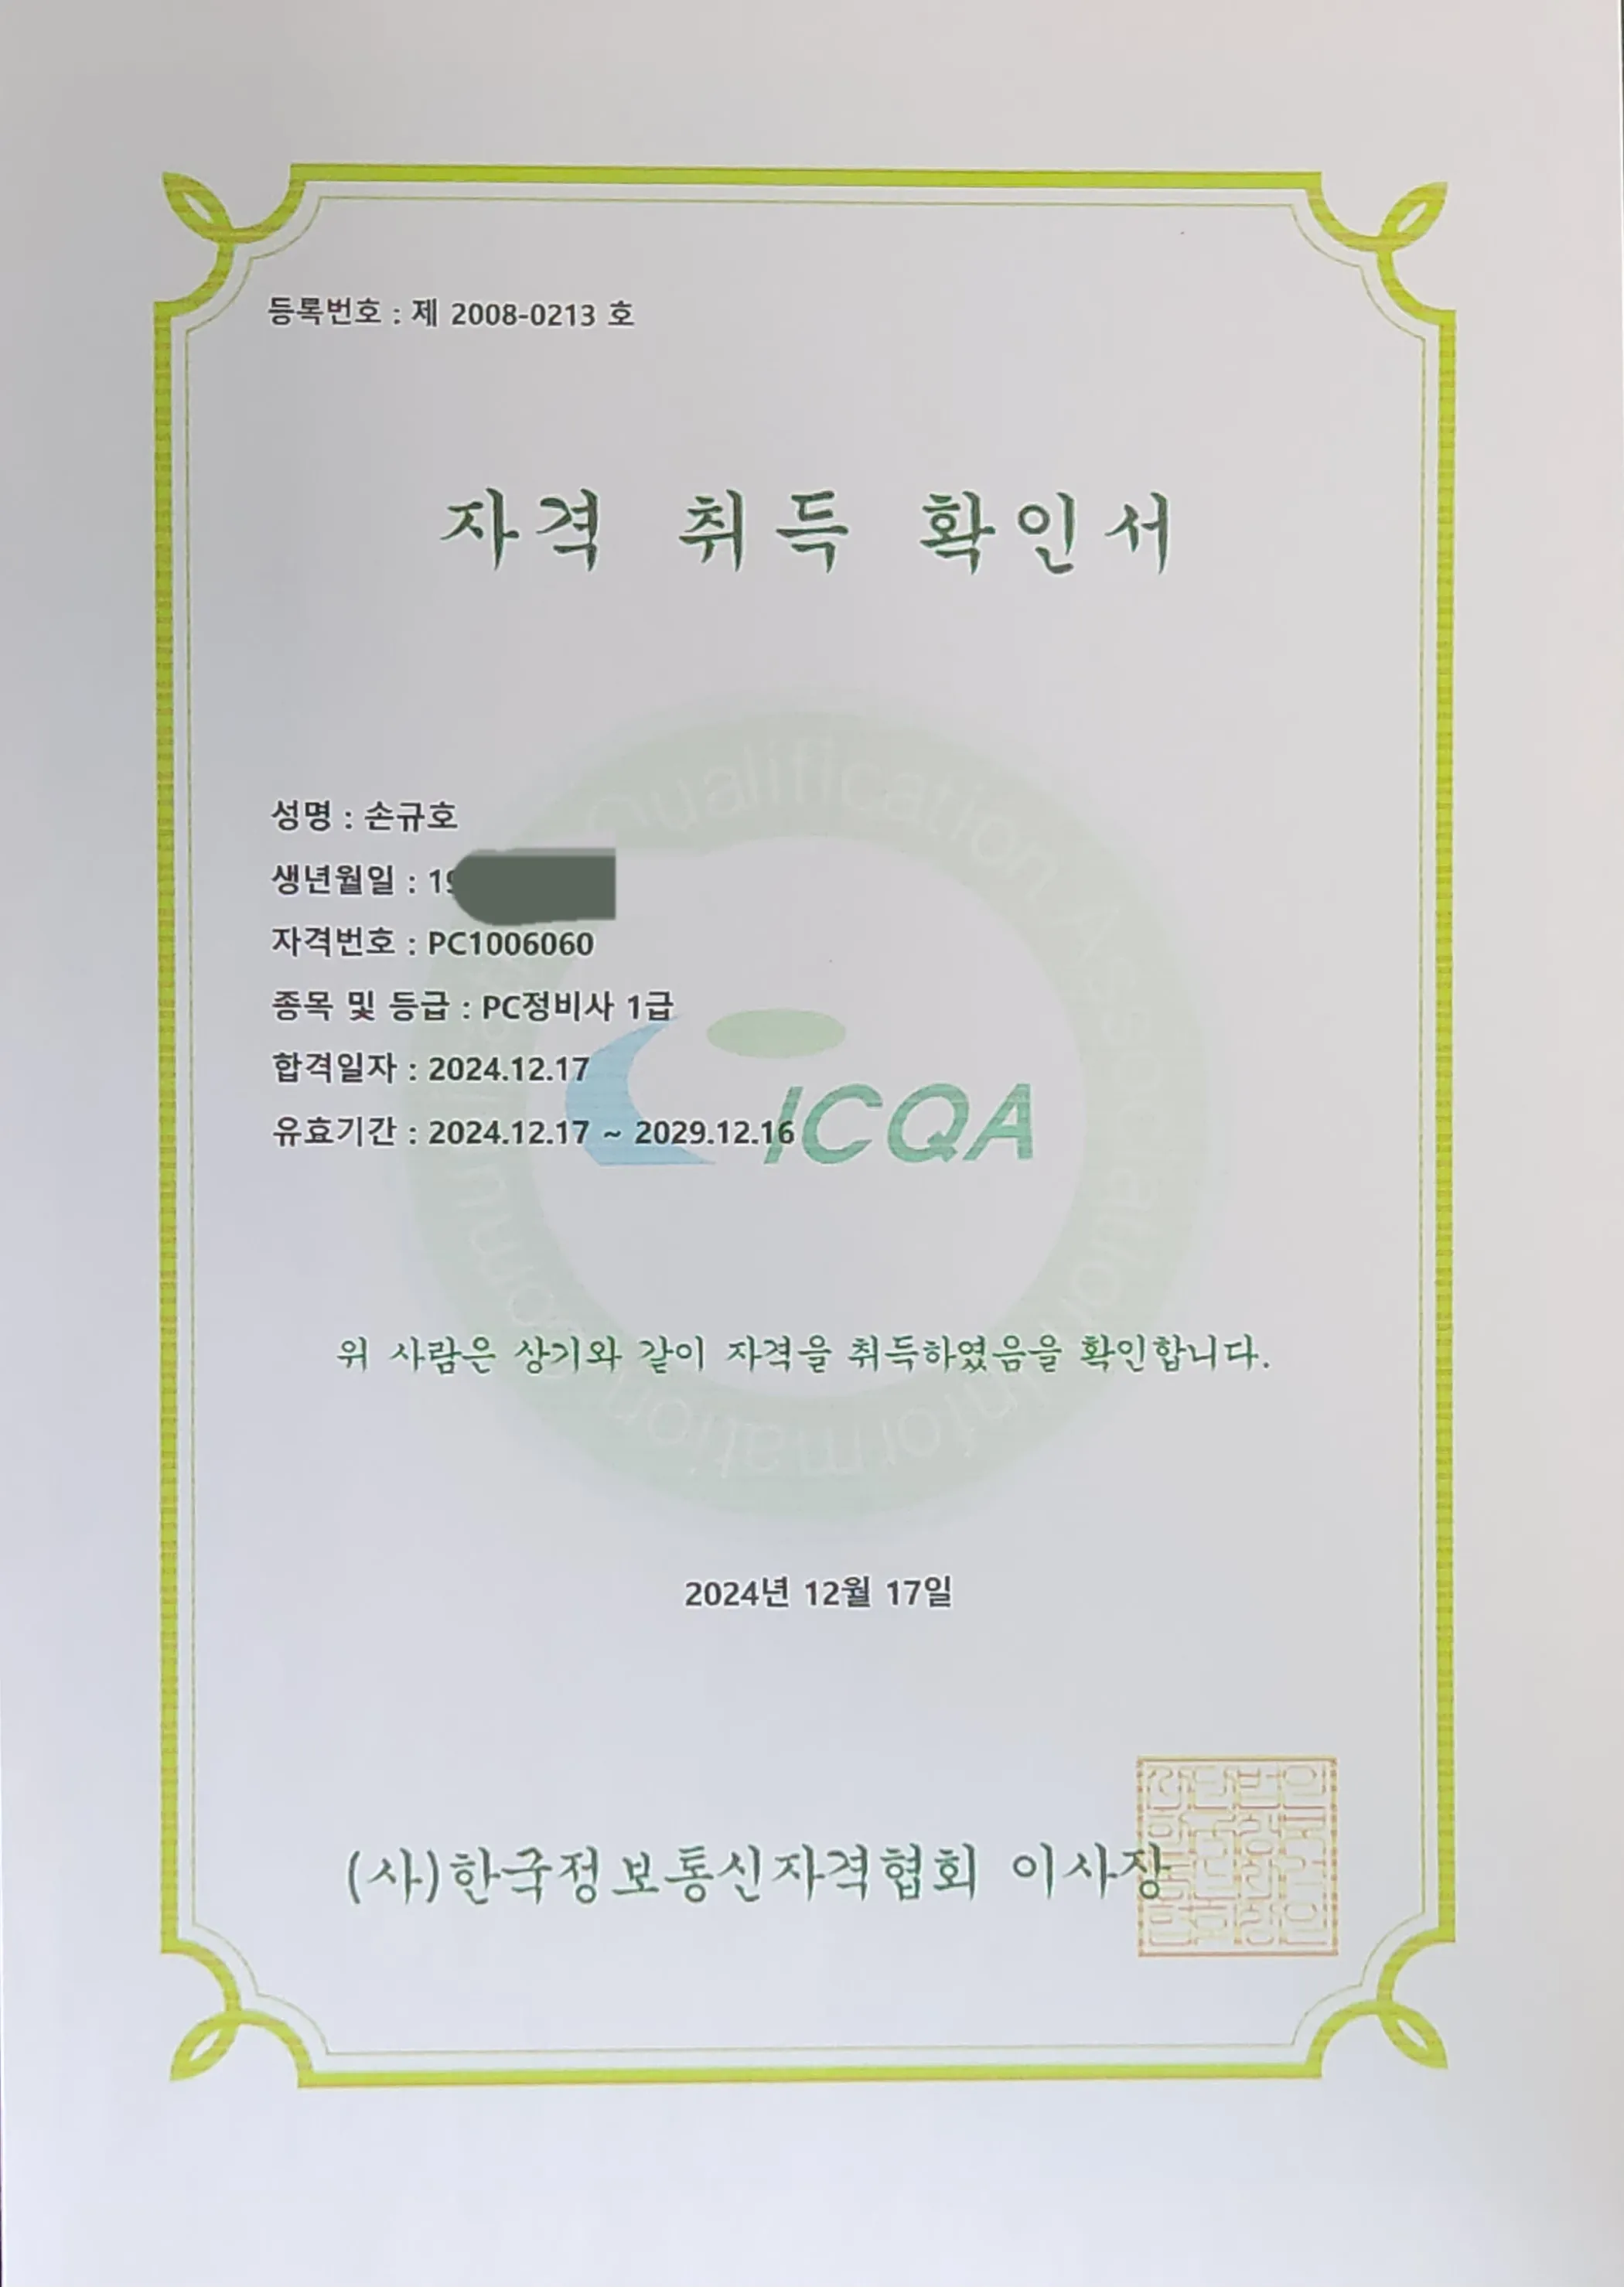 등록번호 : 제 2008-0213 호
자격 취득 확인서
성명 : 손규호
생년월일 : 19
자격번호 : PC1006060
종목 및 등급 : PC정비사 1급
합격일자 : 2024.12.17
유효기간 : 2024.12.17 ~ 2029.12.16
ICQA
Information Communication Qualification Association
위 사람은 상기와 같이 자격을 취득하였음을 확인합니다.
2024년 12월 17일
(사)한국정보통신자격협회 이사장